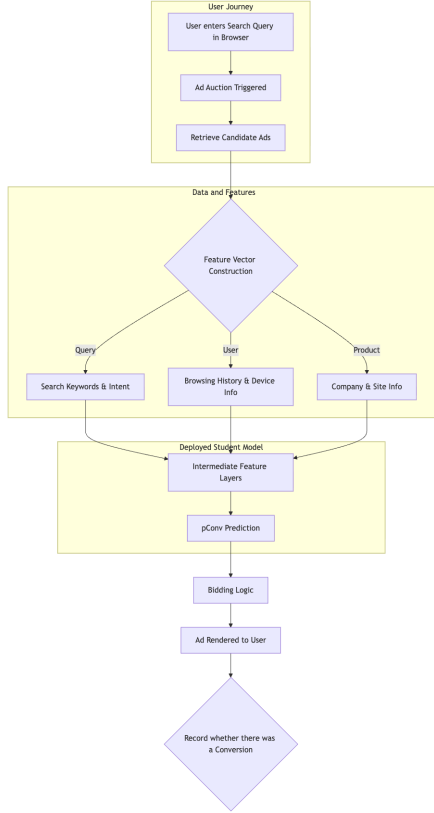 User Journey
User enters Search Query
in Browser
Ad Auction Triggered
Retrieve Candidate Ads
Data and Features
Feature Vector
Construction
Query
User
Product
Search Keywords & Intent
Browsing History & Device
Info
Company & Site Info
Deployed Student Model
Intermediate Feature
Layers
pConv Prediction
Bidding Logic
Ad Rendered to User
Record whether there was
a Conversion